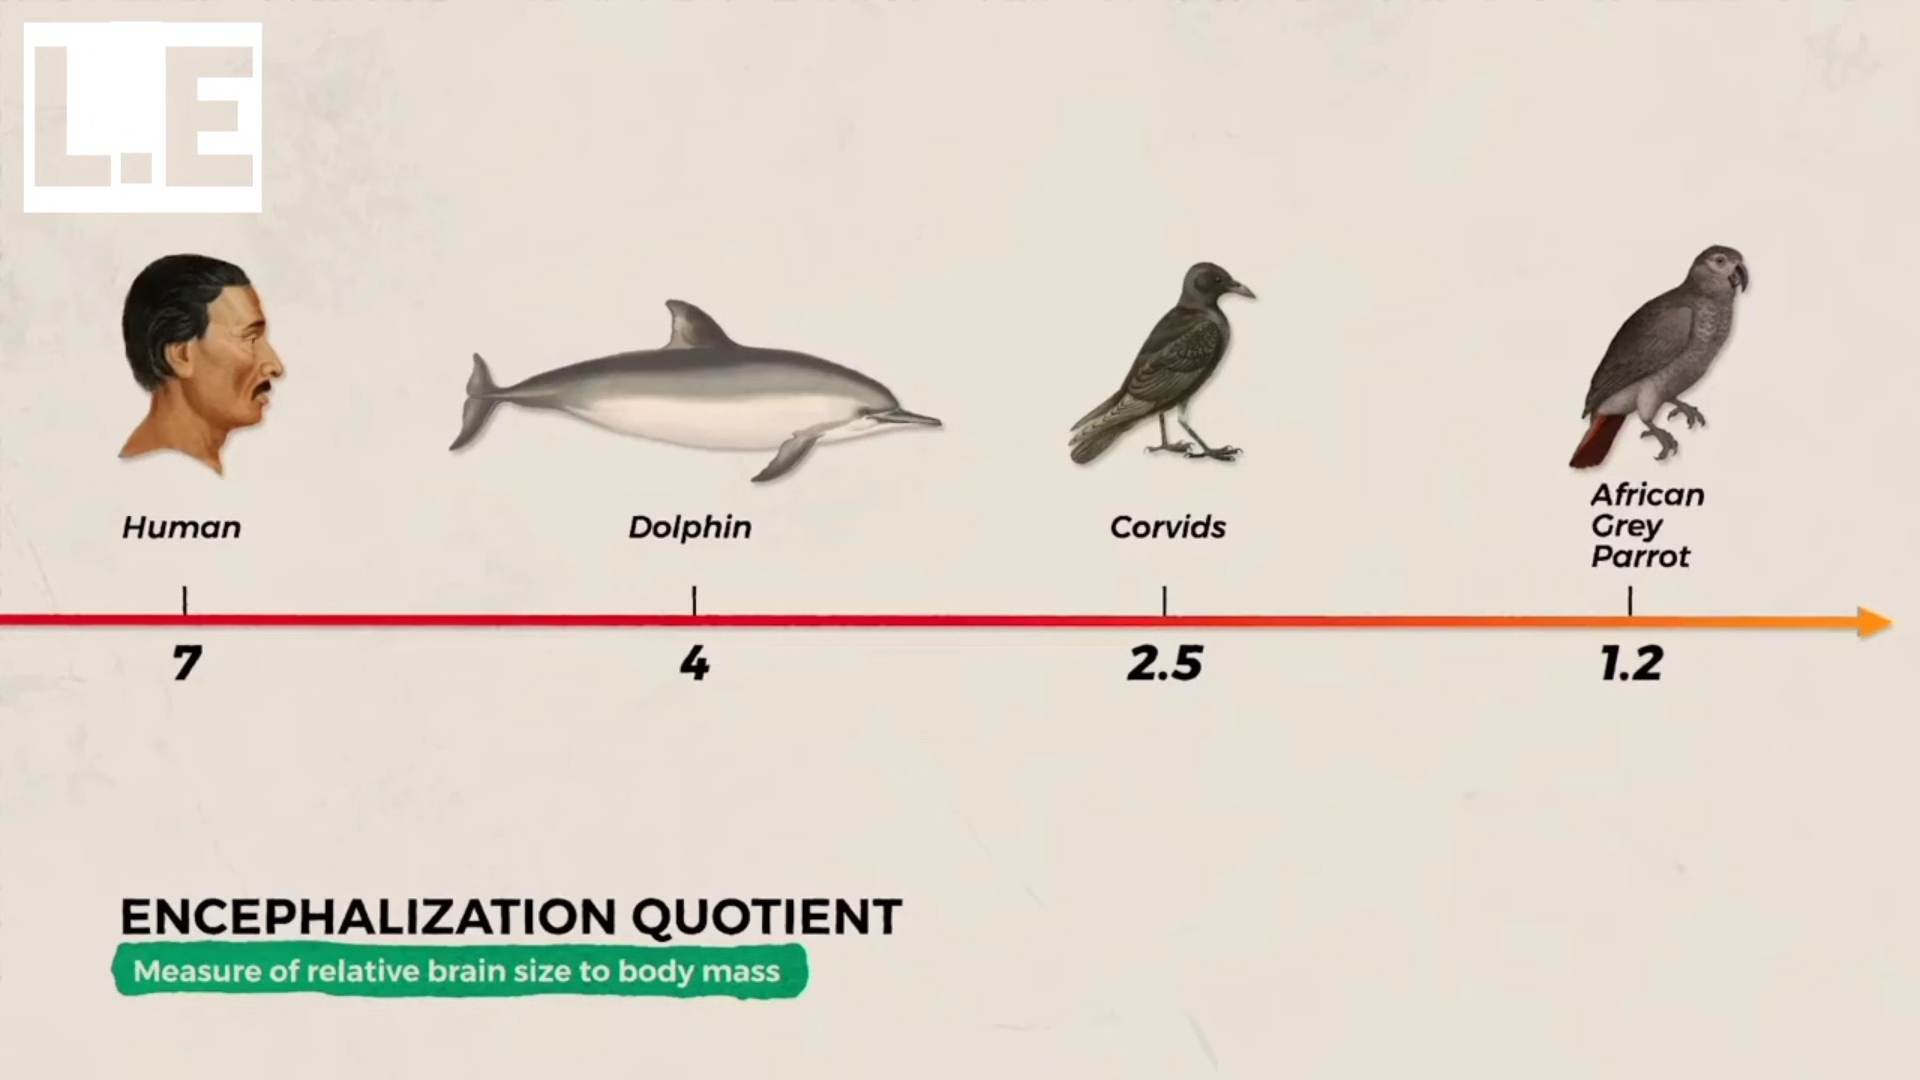 L.E
Human
Dolphin
Corvids
African
Grey
Parrot
7
4
2.5
1.2
ENCEPHALIZATION QUOTIENT
Measure of relative brain size to body mass